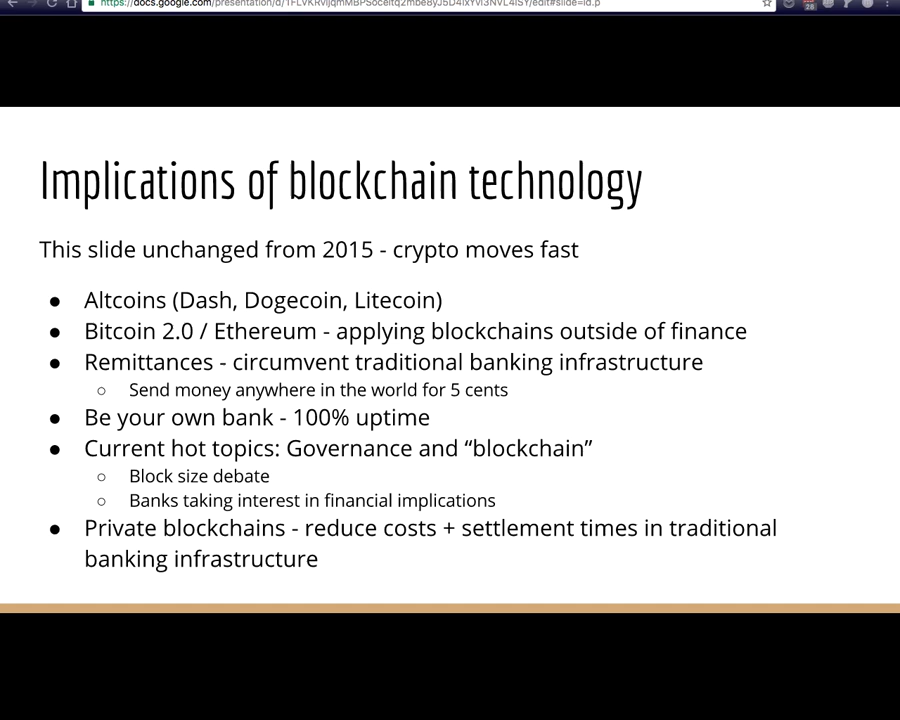 Implications of blockchain technology
This slide unchanged from 2015 - crypto moves fast
● Altcoins (Dash, Dogecoin, Litecoin)
● Bitcoin 2.0 / Ethereum - applying blockchains outside of finance
● Remittances - circumvent traditional banking infrastructure
○ Send money anywhere in the world for 5 cents
● Be your own bank - 100% uptime
● Current hot topics: Governance and “blockchain”
○ Block size debate
○ Banks taking interest in financial implications
● Private blockchains - reduce costs + settlement times in traditional
banking infrastructure